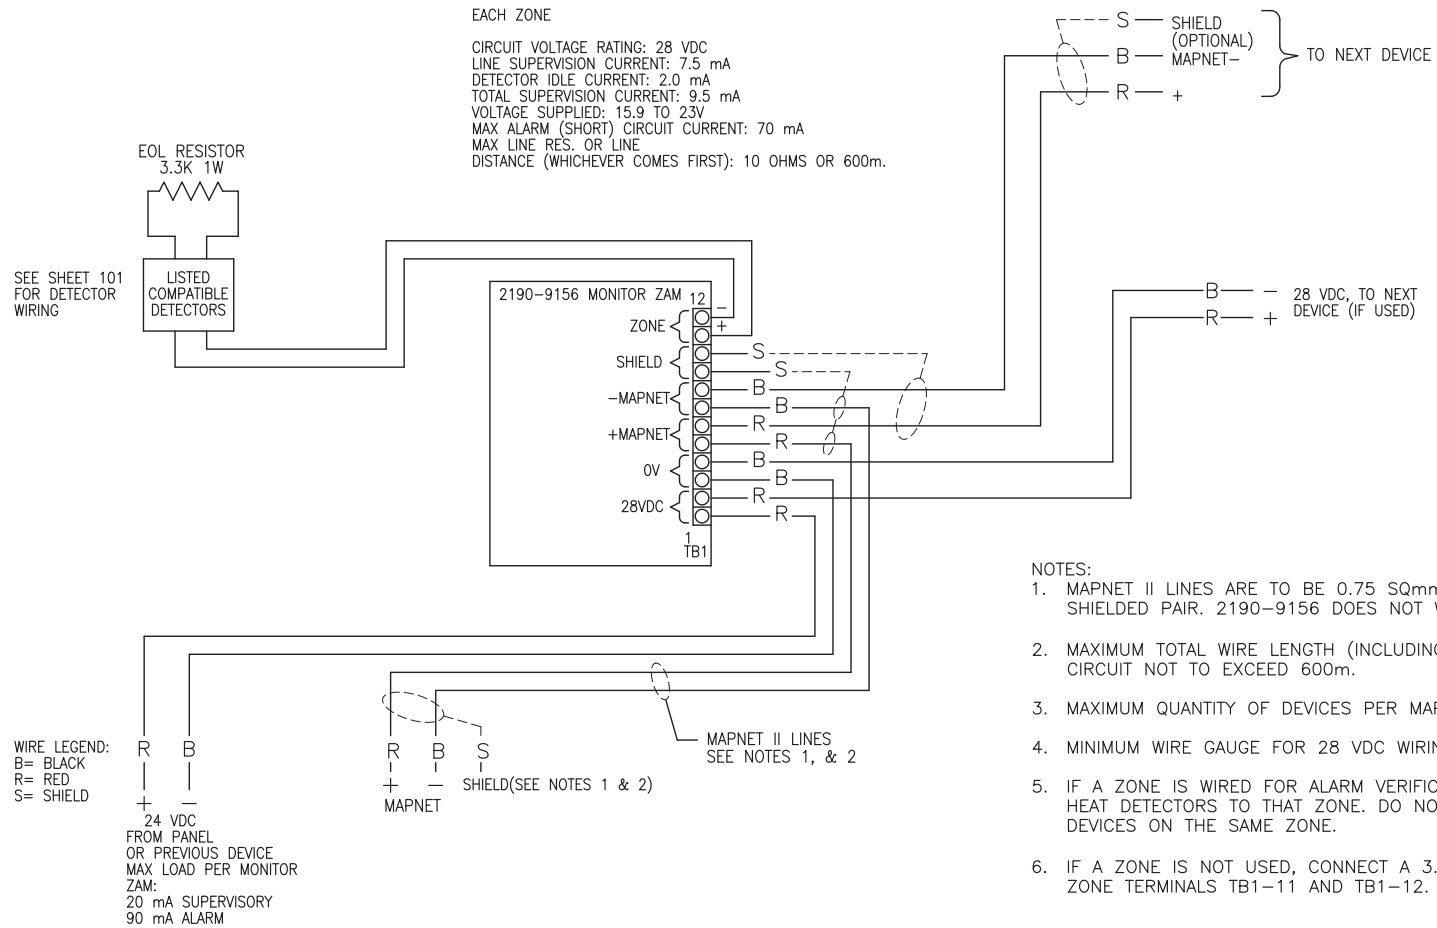 EACH ZONE
CIRCUIT VOLTAGE RATING: 28 VDC
LINE SUPERVISION CURRENT: 7.5 mA
DETECTOR IDLE CURRENT: 2.0 mA
TOTAL SUPERVISION CURRENT: 9.5 mA
VOLTAGE SUPPLIED: 15.9 TO 23V
MAX ALARM (SHORT) CIRCUIT CURRENT: 70 mA
MAX LINE RES. OR LINE
DISTANCE (WHICHEVER COMES FIRST): 10 OHMS OR 600m.
S
SHIELD
(OPTIONAL)
B
MAPNET−
R
+
TO NEXT DEVICE
EOL RESISTOR
3.3K 1W
SEE SHEET 101
FOR DETECTOR
WIRING
LISTED
COMPATIBLE
DETECTORS
2190−9156 MONITOR ZAM
12
−
ZONE
+
SHIELD
S
S
−MAPNET
B
B
+MAPNET
R
R
0V
B
B
28VDC
R
R
1
TB1
B −
R +
28 VDC, TO NEXT
DEVICE (IF USED)
WIRE LEGEND:
B= BLACK
R= RED
S= SHIELD
R B
+ −
24 VDC
FROM PANEL
OR PREVIOUS DEVICE
MAX LOAD PER MONITOR
ZAM:
20 mA SUPERVISORY
90 mA ALARM
R B S
+ −
SHIELD(SEE NOTES 1 & 2)
MAPNET
MAPNET II LINES
SEE NOTES 1, & 2
NOTES:
1. MAPNET II LINES ARE TO BE 0.75 SQmm
SHIELDED PAIR. 2190−9156 DOES NOT
2. MAXIMUM TOTAL WIRE LENGTH (INCLUDING
CIRCUIT NOT TO EXCEED 600m.
3. MAXIMUM QUANTITY OF DEVICES PER MAP
4. MINIMUM WIRE GAUGE FOR 28 VDC WIRIN
5. IF A ZONE IS WIRED FOR ALARM VERIFIC
HEAT DETECTORS TO THAT ZONE. DO NO
DEVICES ON THE SAME ZONE.
6. IF A ZONE IS NOT USED, CONNECT A 3.
ZONE TERMINALS TB1−11 AND TB1−12.